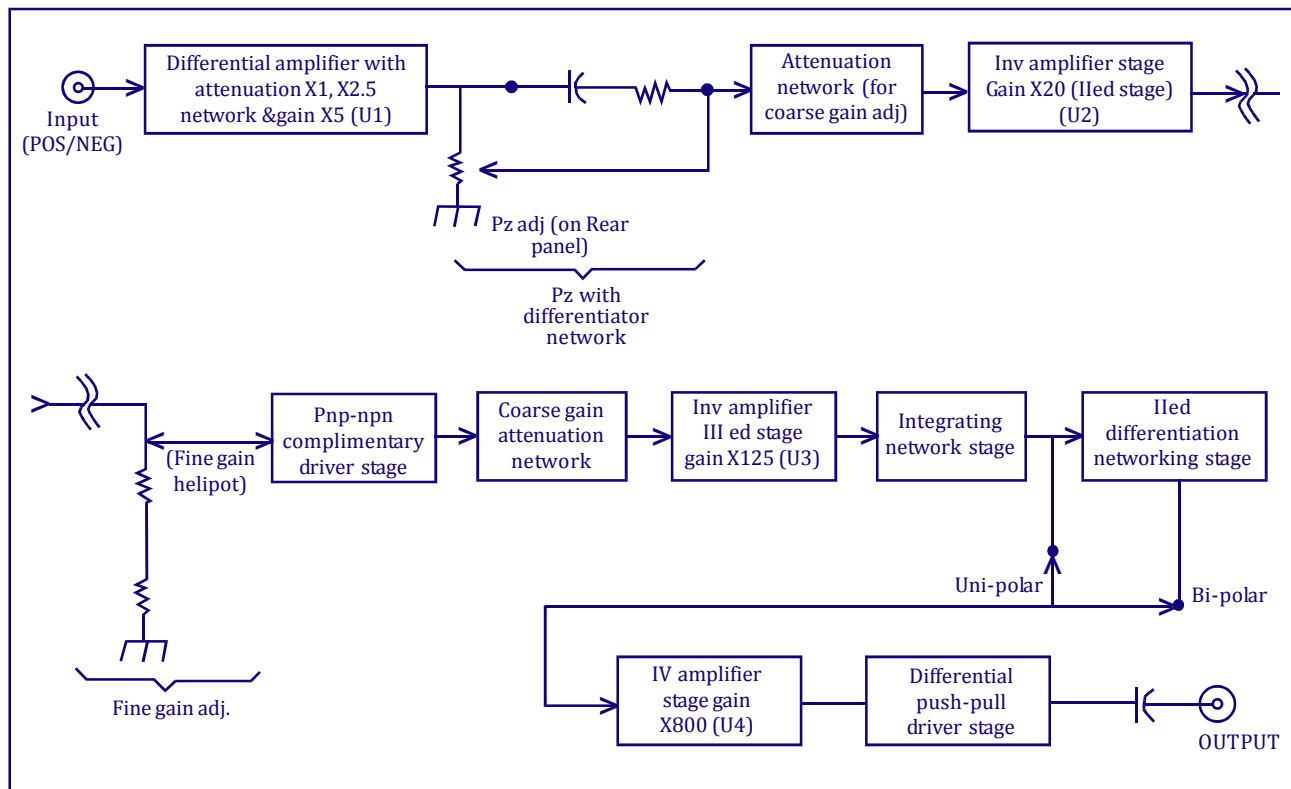 Input
(POS/NEG)
Differential amplifier with
attenuation X1, X2.5
network &gain X5 (U1)
Pz adj (on Rear
panel)
Pz with
differentiator
network
Attenuation
network (for
coarse gain adj)
Inv amplifier stage
Gain X20 (IIed stage)
(U2)
(Fine gain
helipot)
Fine gain adj.
Pnp-npn
complimentary
driver stage
Coarse gain
attenuation
network
Inv amplifier
III ed stage
gain X125 (U3)
Integrating
network stage
IIed
differentiation
networking stage
Uni-polar
Bi-polar
IV amplifier
stage gain
X800 (U4)
Differential
push-pull
driver stage
OUTPUT